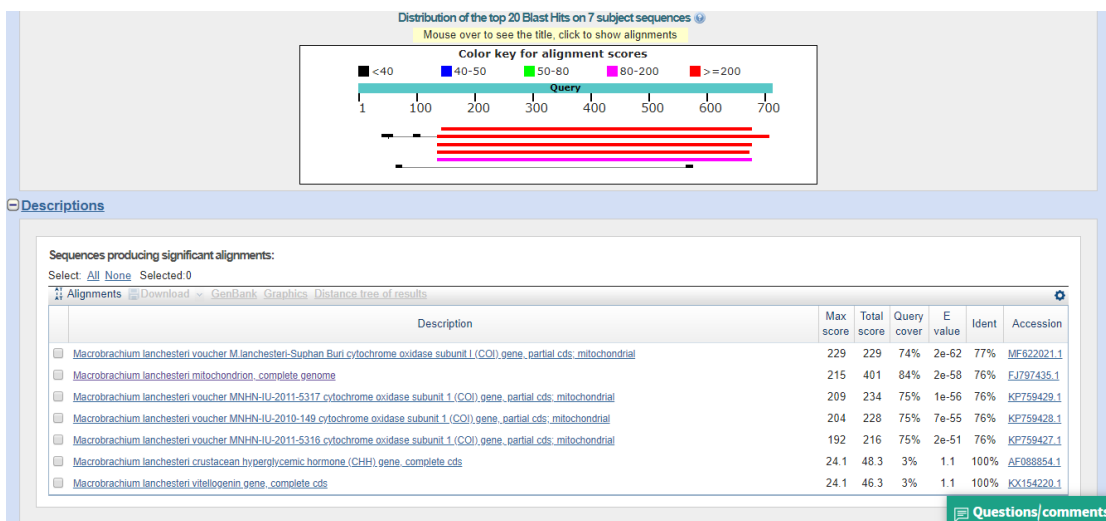 Distribution of the top 20 Blast Hits on 7 subject sequences
Mouse over to see the title, click to show alignments
Color key for alignment scores
<40 40-50 50-80 80-200 >=200
Query
1 100 200 300 400 500 600 700
Descriptions
Sequences producing significant alignments:
Select: All None Selected:0
Alignments Download GenBank Graphics Distance tree of results
Description Max score Total score Query cover E value Ident Accession
Macrobrachium lanchesteri voucher M.lanchesteri-Suphan Buri cytochrome oxidase subunit I (COI) gene, partial cds; mitochondrial 229 229 74% 2e-62 77% MF622021.1
Macrobrachium lanchesteri mitochondrion, complete genome 215 401 84% 2e-58 76% FJ797435.1
Macrobrachium lanchesteri voucher MNHN-IU-2011-5317 cytochrome oxidase subunit 1 (COI) gene, partial cds; mitochondrial 209 234 75% 1e-56 76% KP759429.1
Macrobrachium lanchesteri voucher MNHN-IU-2010-149 cytochrome oxidase subunit 1 (COI) gene, partial cds; mitochondrial 204 228 75% 7e-55 76% KP759428.1
Macrobrachium lanchesteri voucher MNHN-IU-2011-5316 cytochrome oxidase subunit 1 (COI) gene, partial cds; mitochondrial 192 216 75% 2e-51 76% KP759427.1
Macrobrachium lanchesteri crustacean hyperglycemic hormone (CHH) gene, complete cds 24.1 48.3 3% 1.1 100% AF088854.1
Macrobrachium lanchesteri vitellogenin gene, complete cds 24.1 46.3 3% 1.1 100% KX154220.1
Questions/comments